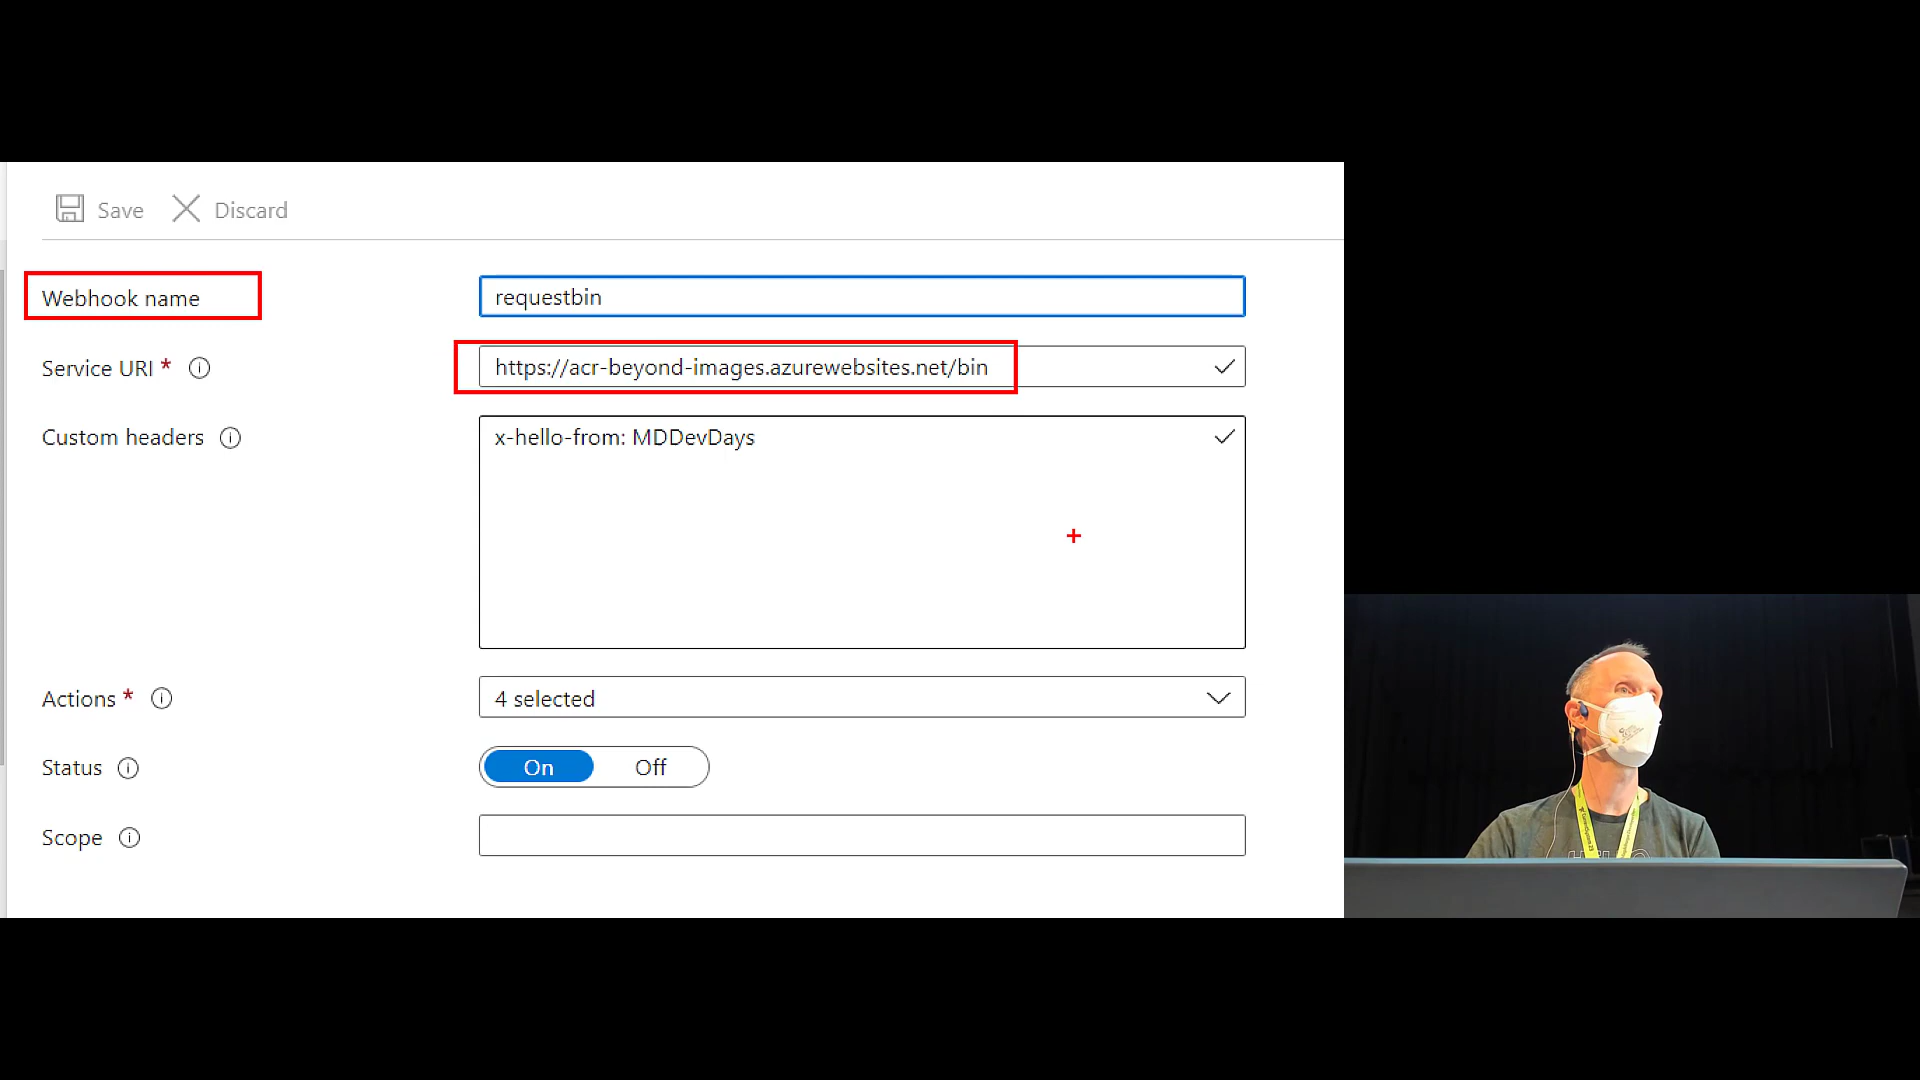 Save Discard
Webhook name requestbin
Service URI * https://acr-beyond-images.azurewebsites.net/bin
Custom headers x-hello-from: MDDevDays
Actions * 4 selected
Status On Off
Scope